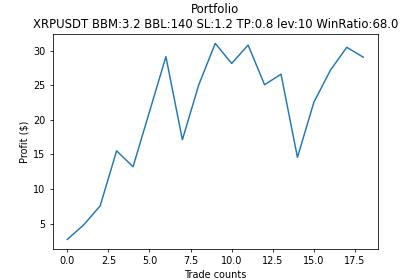 Portfolio
XRPUSDT BBM:3.2 BBL:140 SL:1.2 TP:0.8 lev:10 WinRatio:68.0
30
25
20
15
10
5
Profit ($)
0.0 2.5 5.0 7.5 10.0 12.5 15.0 17.5
Trade counts